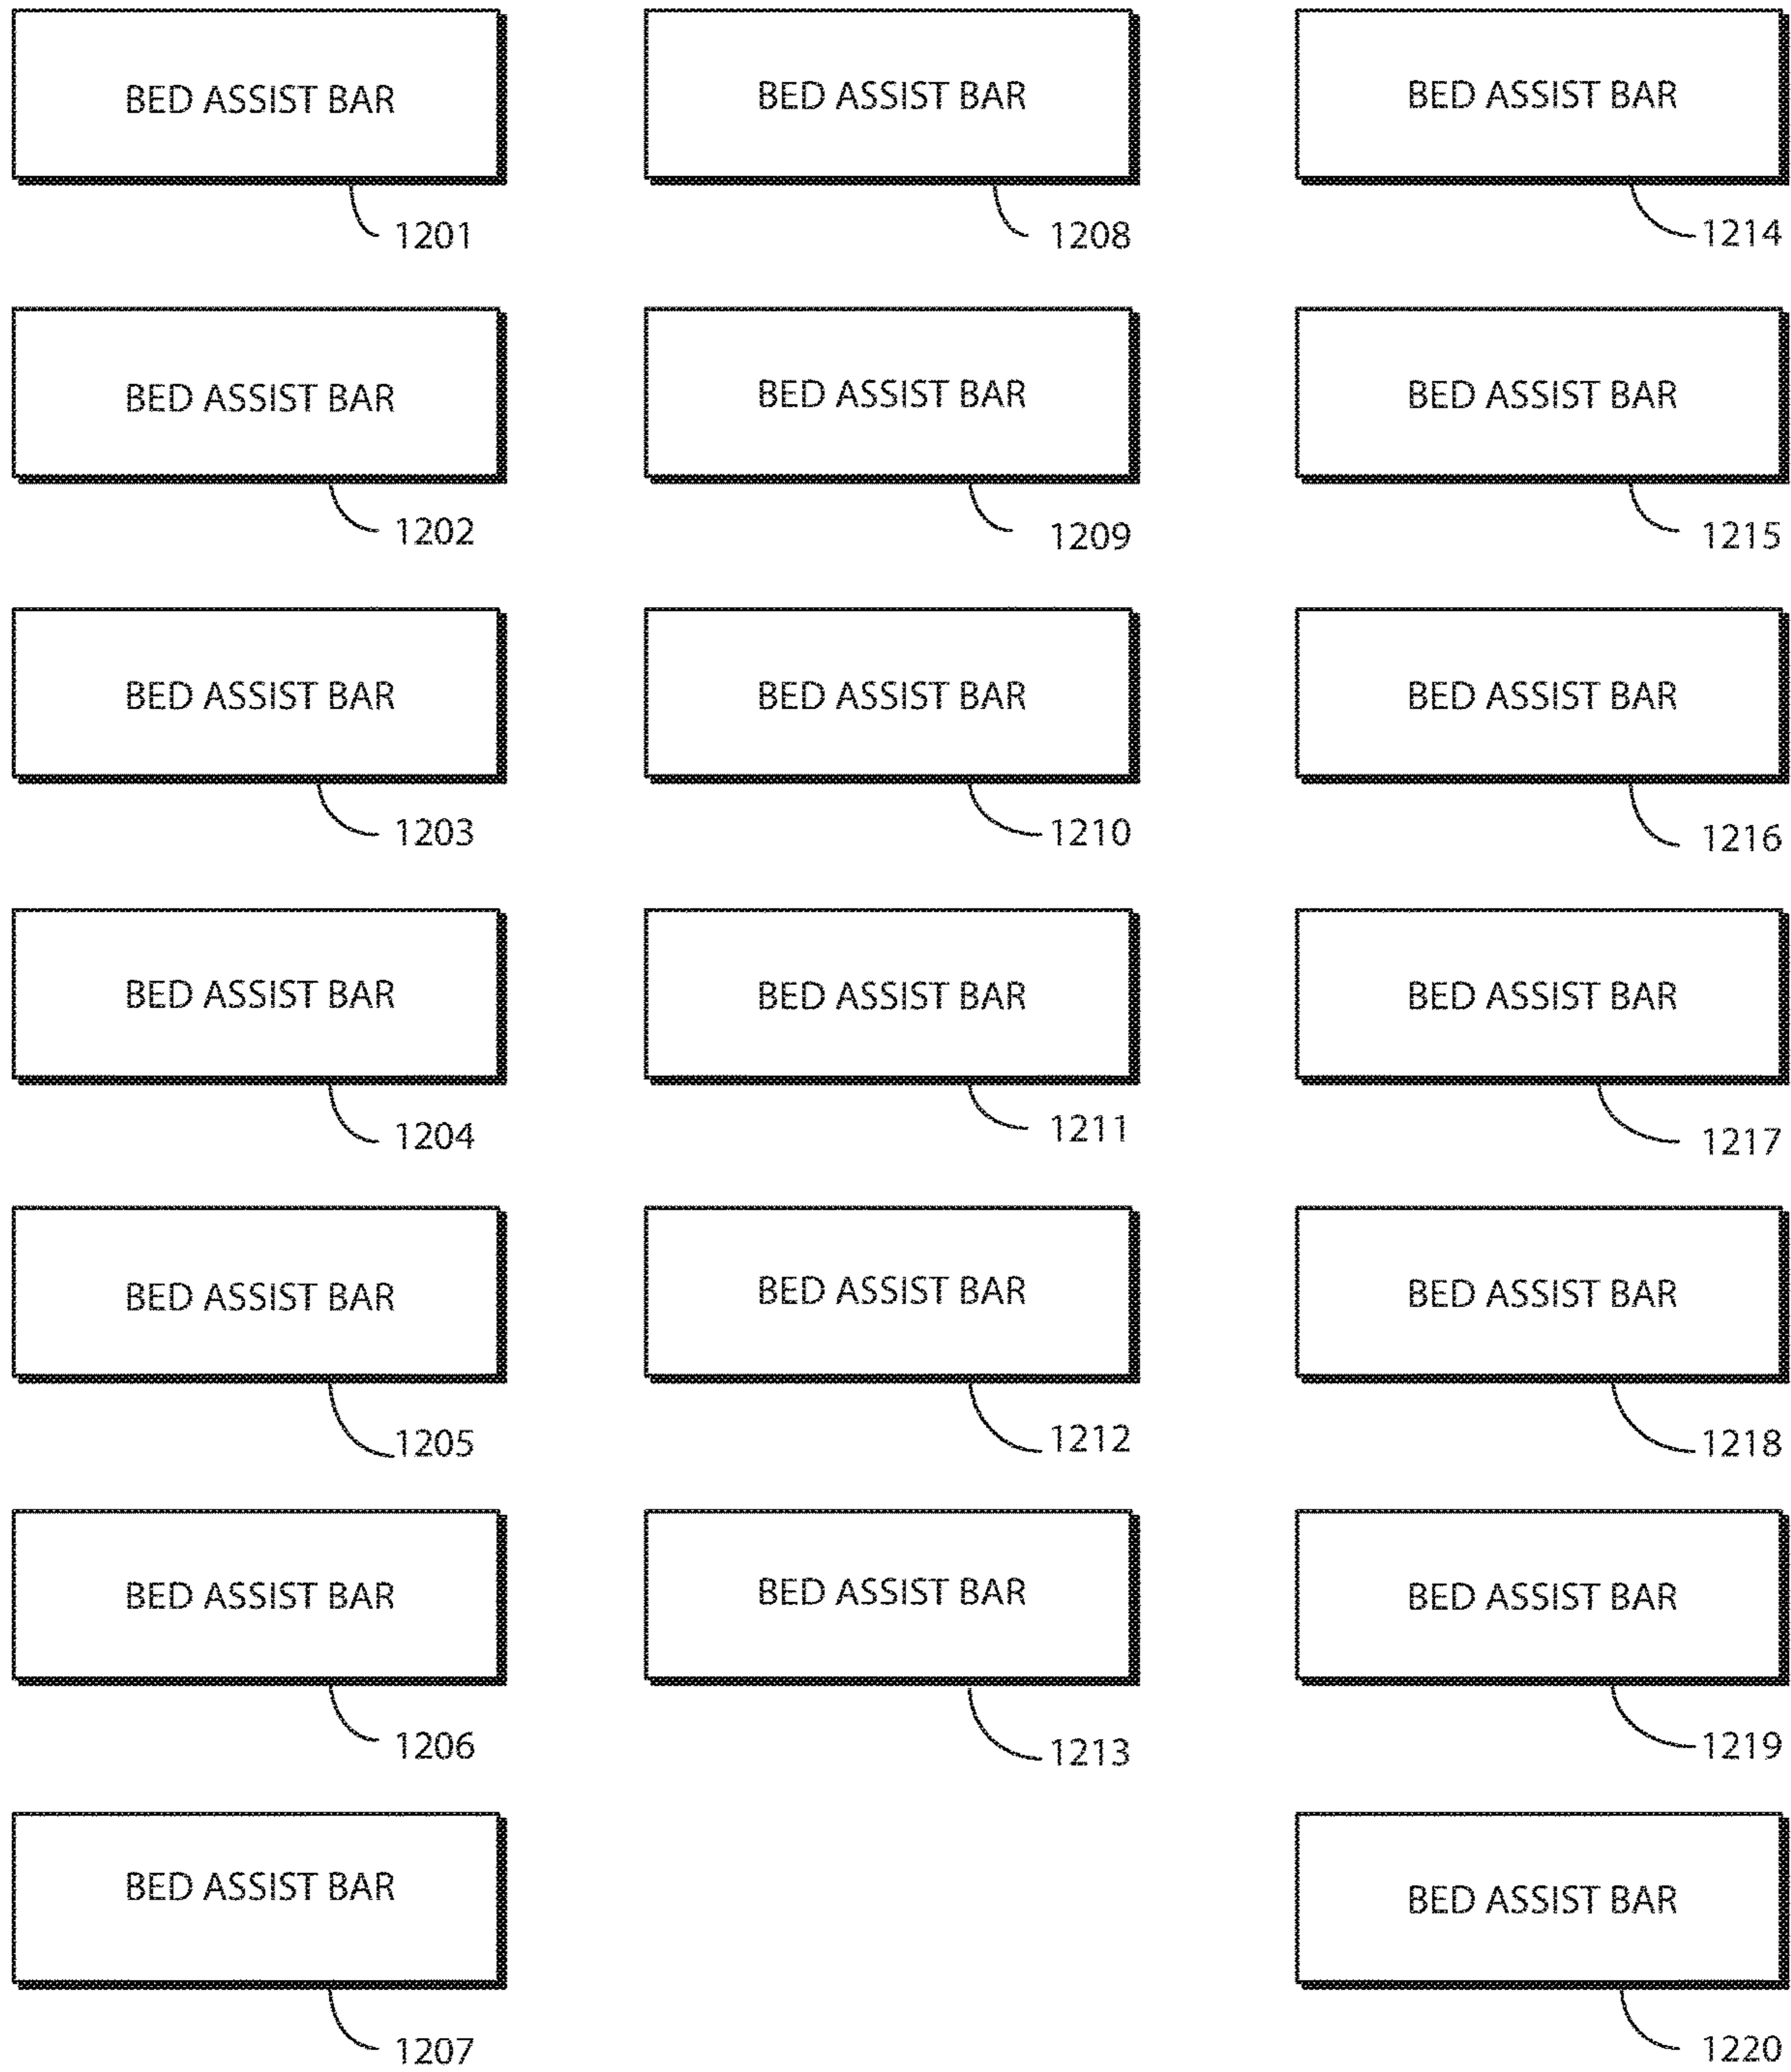 BED ASSIST BAR
1201
BED ASSIST BAR
1202
BED ASSIST BAR
1203
BED ASSIST BAR
1204
BED ASSIST BAR
1205
BED ASSIST BAR
1206
BED ASSIST BAR
1207
BED ASSIST BAR
1208
BED ASSIST BAR
1209
BED ASSIST BAR
1210
BED ASSIST BAR
1211
BED ASSIST BAR
1212
BED ASSIST BAR
1213
BED ASSIST BAR
1214
BED ASSIST BAR
1215
BED ASSIST BAR
1216
BED ASSIST BAR
1217
BED ASSIST BAR
1218
BED ASSIST BAR
1219
BED ASSIST BAR
1220